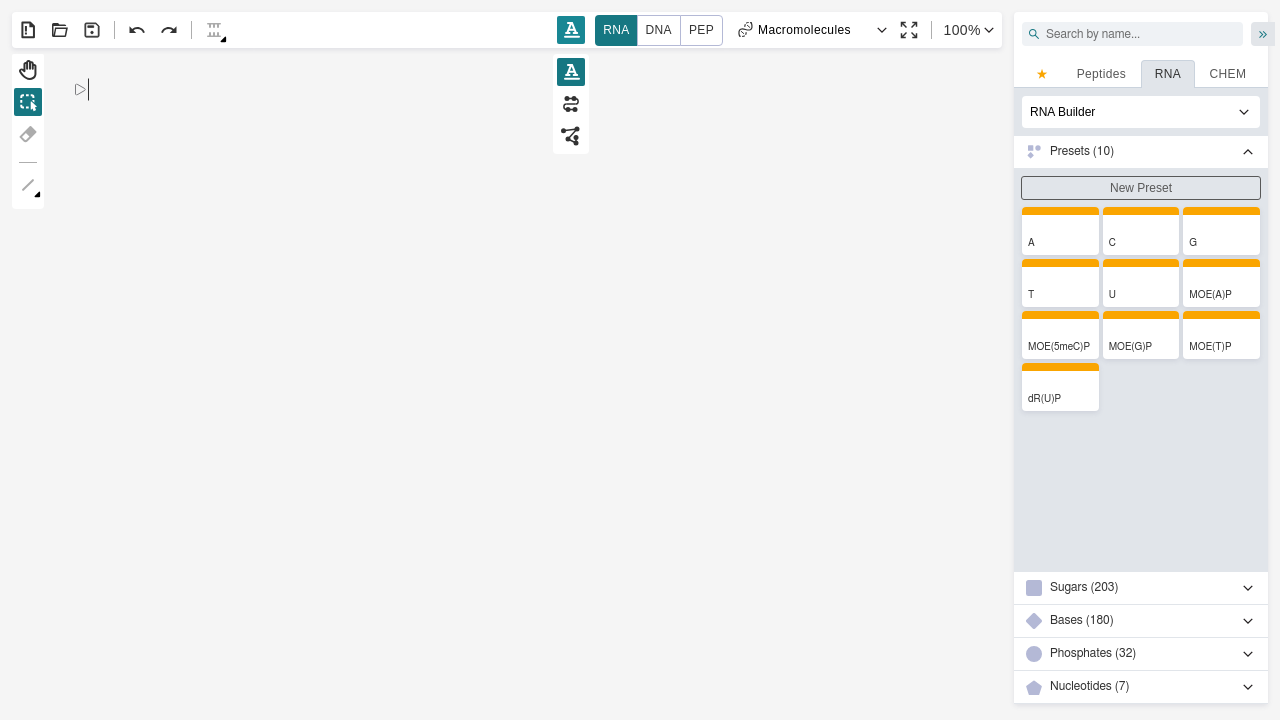 A RNA DNA PEP Macromolecules 100%
A
Search by name...
★ Peptides RNA CHEM
RNA Builder
Presets (10)
New Preset
A C G
T U MOE(A)P
MOE(5meC)P MOE(G)P MOE(T)P
dR(U)P
Sugars (203)
Bases (180)
Phosphates (32)
Nucleotides (7)